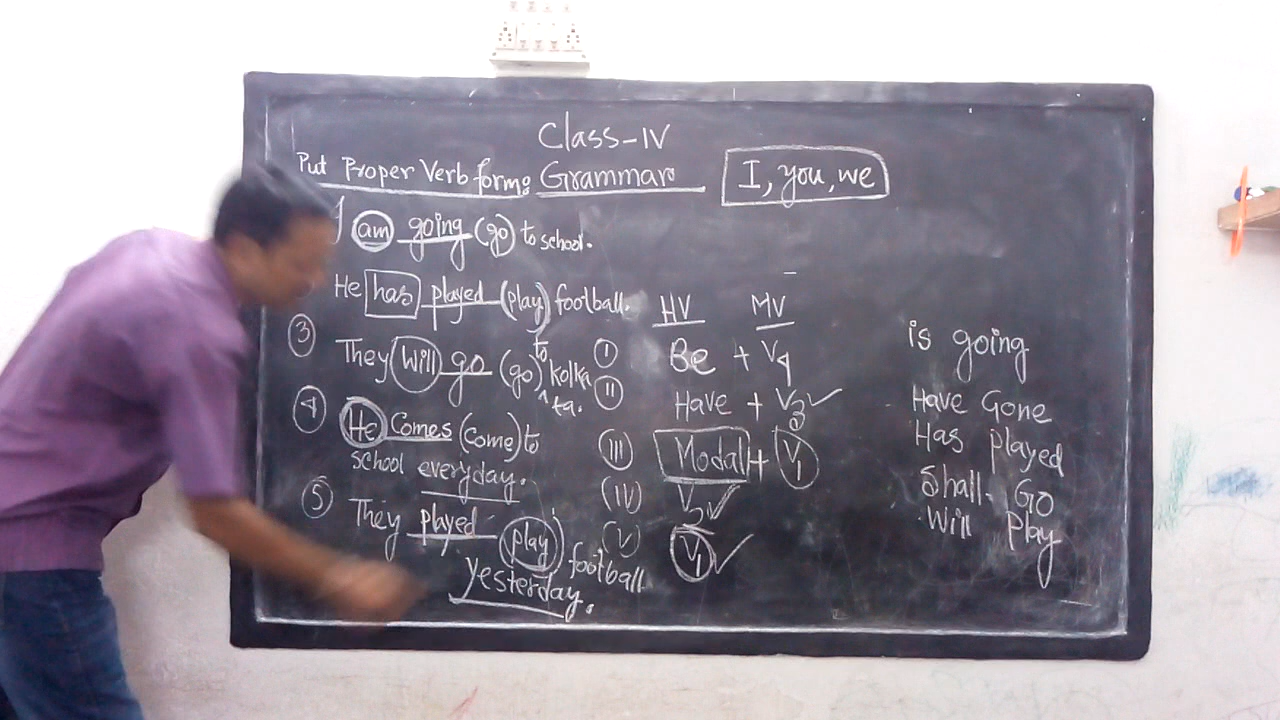 Class-IV
Put Proper Verb form: Grammar
I, you, we
I am going (go) to school.
He has played (play) football.
③ They will go (go) ^to kolka
ta.
④ He Comes (Come) to
school everyday.
⑤ They played (play) football
yesterday.
HV MV
(I) Be + V4
(II) Have + V3 ✓
(III) Modal + V1
(IV) V5 ✓
(V) V1 ✓
is going
Have Gone
Has played
Shall Go
Will Play